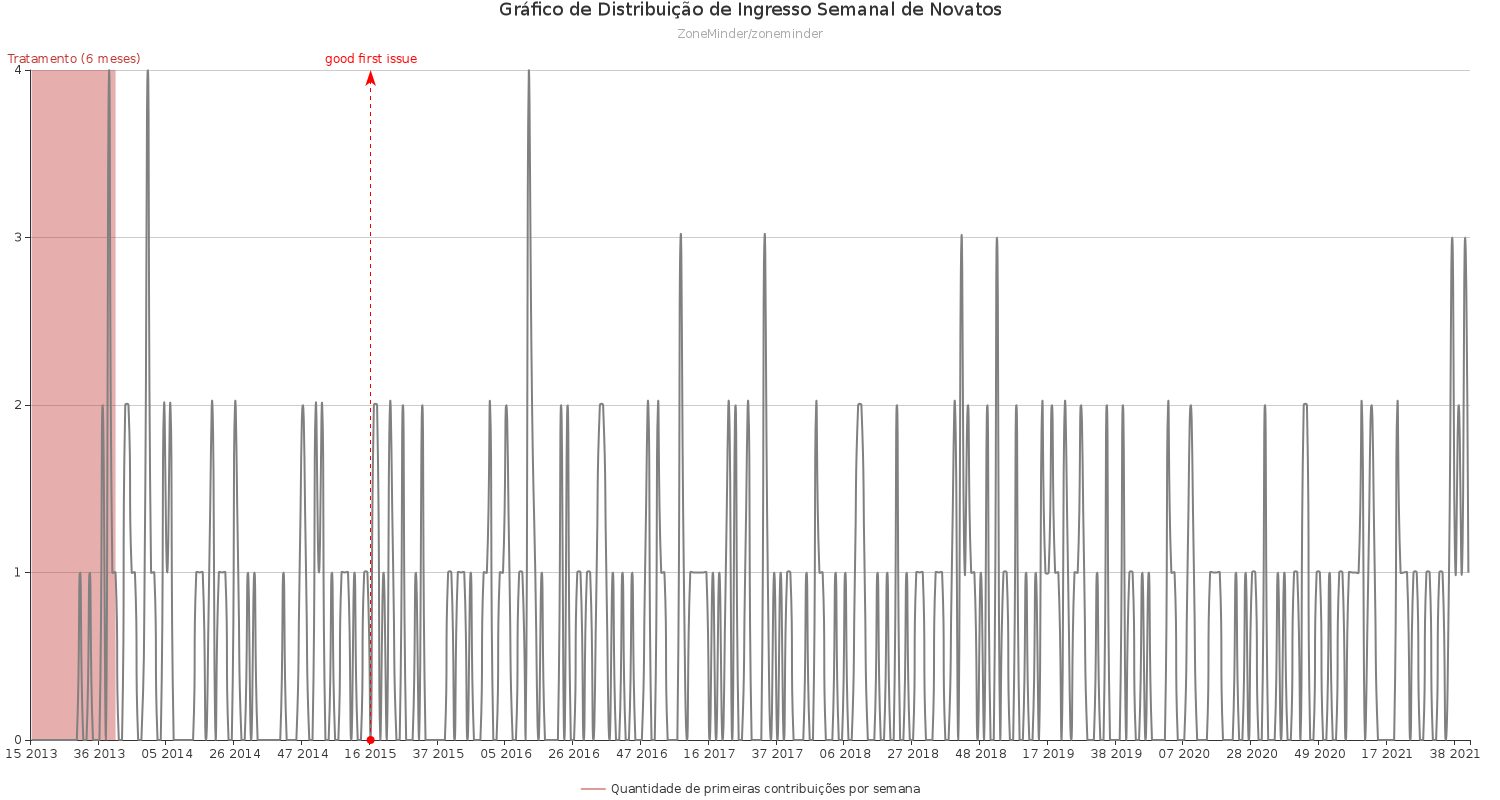 Gráfico de Distribuição de Ingresso Semanal de Novatos
ZoneMinder/zoneminder
Tratamento (6 meses)
good first issue
4
3
2
1
0
15 2013 36 2013 05 2014 26 2014 47 2014 16 2015 37 2015 05 2016 26 2016 47 2016 16 2017 37 2017 06 2018 27 2018 48 2018 17 2019 38 2019 07 2020 28 2020 49 2020 17 2021 38 2021
Quantidade de primeiras contribuições por semana